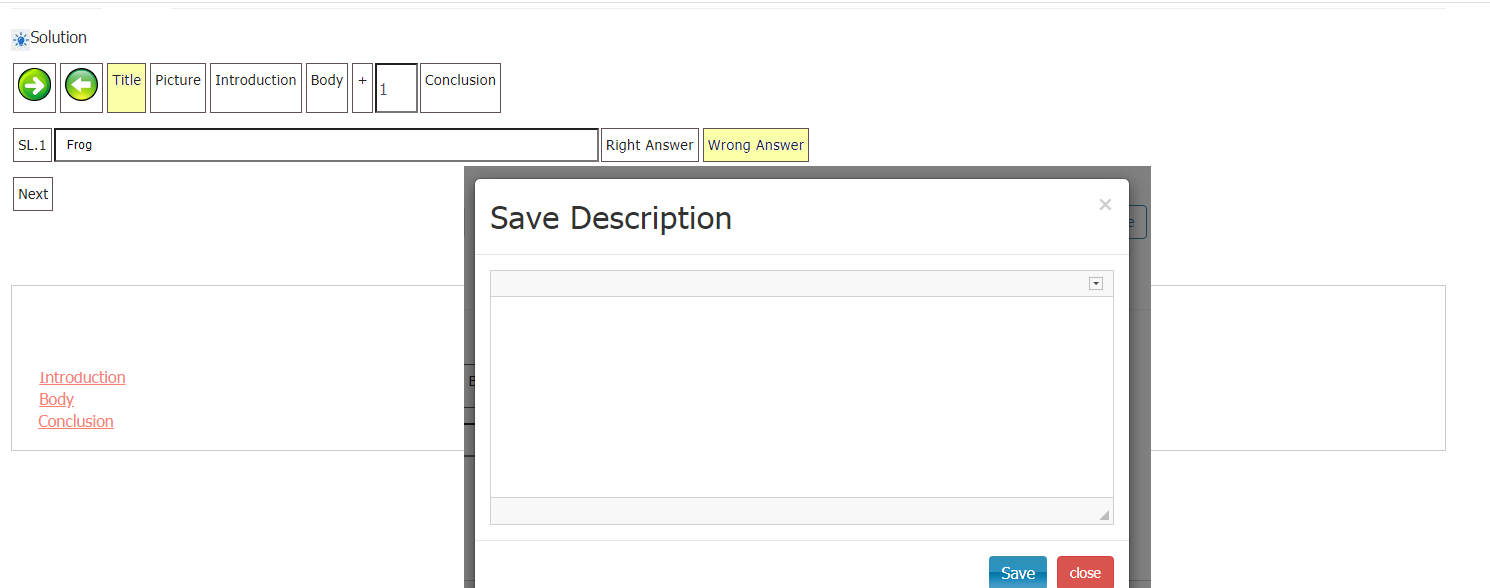 Solution
Title Picture Introduction Body + 1 Conclusion
SL.1 Frog Right Answer Wrong Answer
Next
Save Description
×
Introduction
Body
Conclusion
Save close